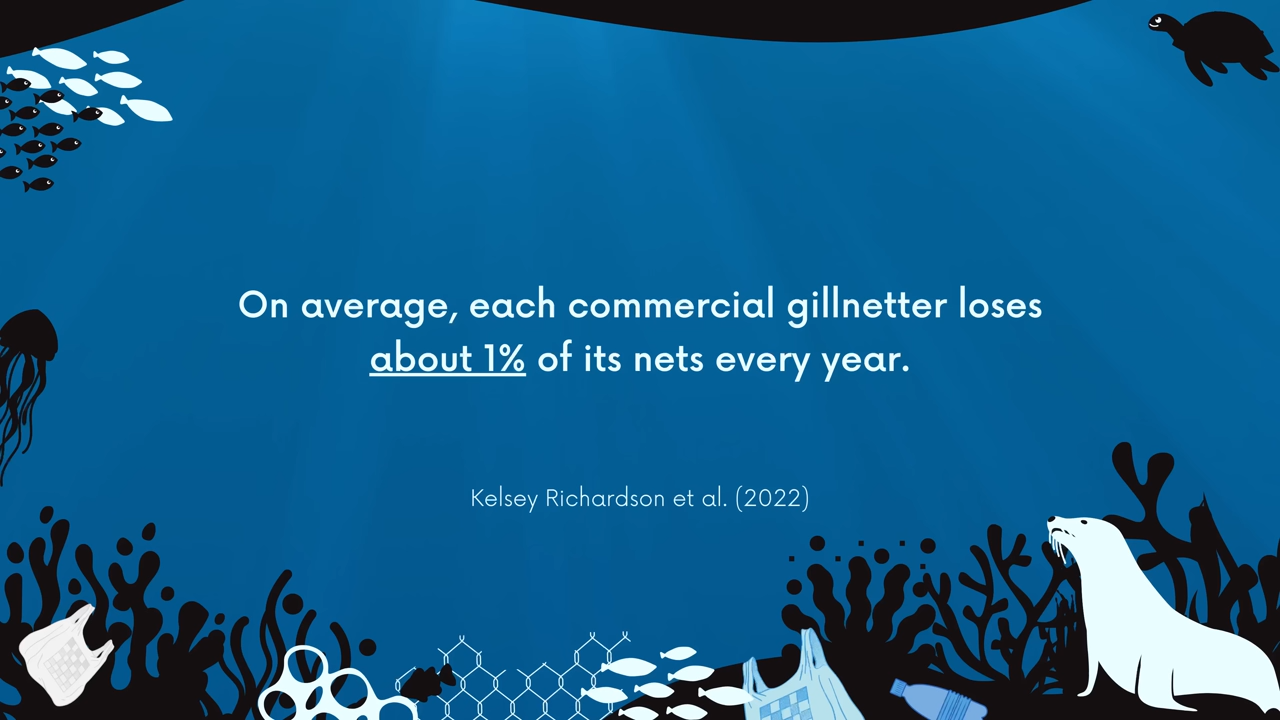 On average, each commercial gillnetter loses
about 1% of its nets every year.
Kelsey Richardson et al. (2022)